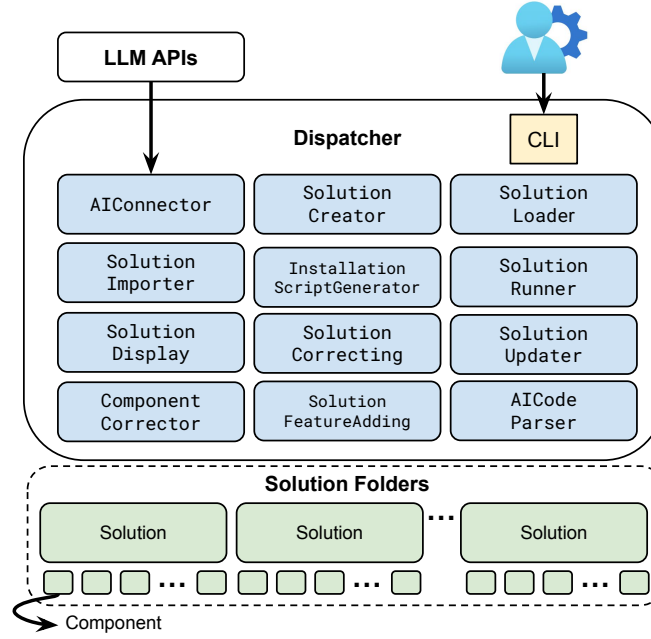 LLM APIs
Dispatcher
CLI
AIConnector
Solution
Creator
Solution
Loader
Solution
Importer
Installation
ScriptGenerator
Solution
Runner
Solution
Display
Solution
Correcting
Solution
Updater
Component
Corrector
Solution
FeatureAdding
AICode
Parser
Solution Folders
Solution
Solution
...
Solution
...
...
...
Component